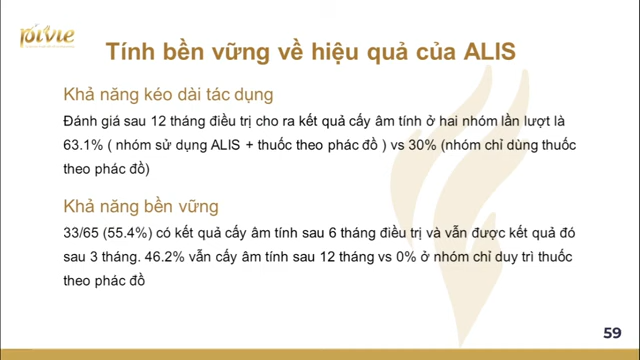 pivie
Tính bền vững về hiệu quả của ALIS
Khả năng kéo dài tác dụng
Đánh giá sau 12 tháng điều trị cho ra kết quả cấy âm tính ở hai nhóm lần lượt là
63.1% ( nhóm sử dụng ALIS + thuốc theo phác đồ ) vs 30% (nhóm chỉ dùng thuốc
theo phác đồ)
Khả năng bền vững
33/65 (55.4%) có kết quả cấy âm tính sau 6 tháng điều trị và vẫn được kết quả đó
sau 3 tháng. 46.2% vẫn cấy âm tính sau 12 tháng vs 0% ở nhóm chỉ duy trì thuốc
theo phác đồ
59